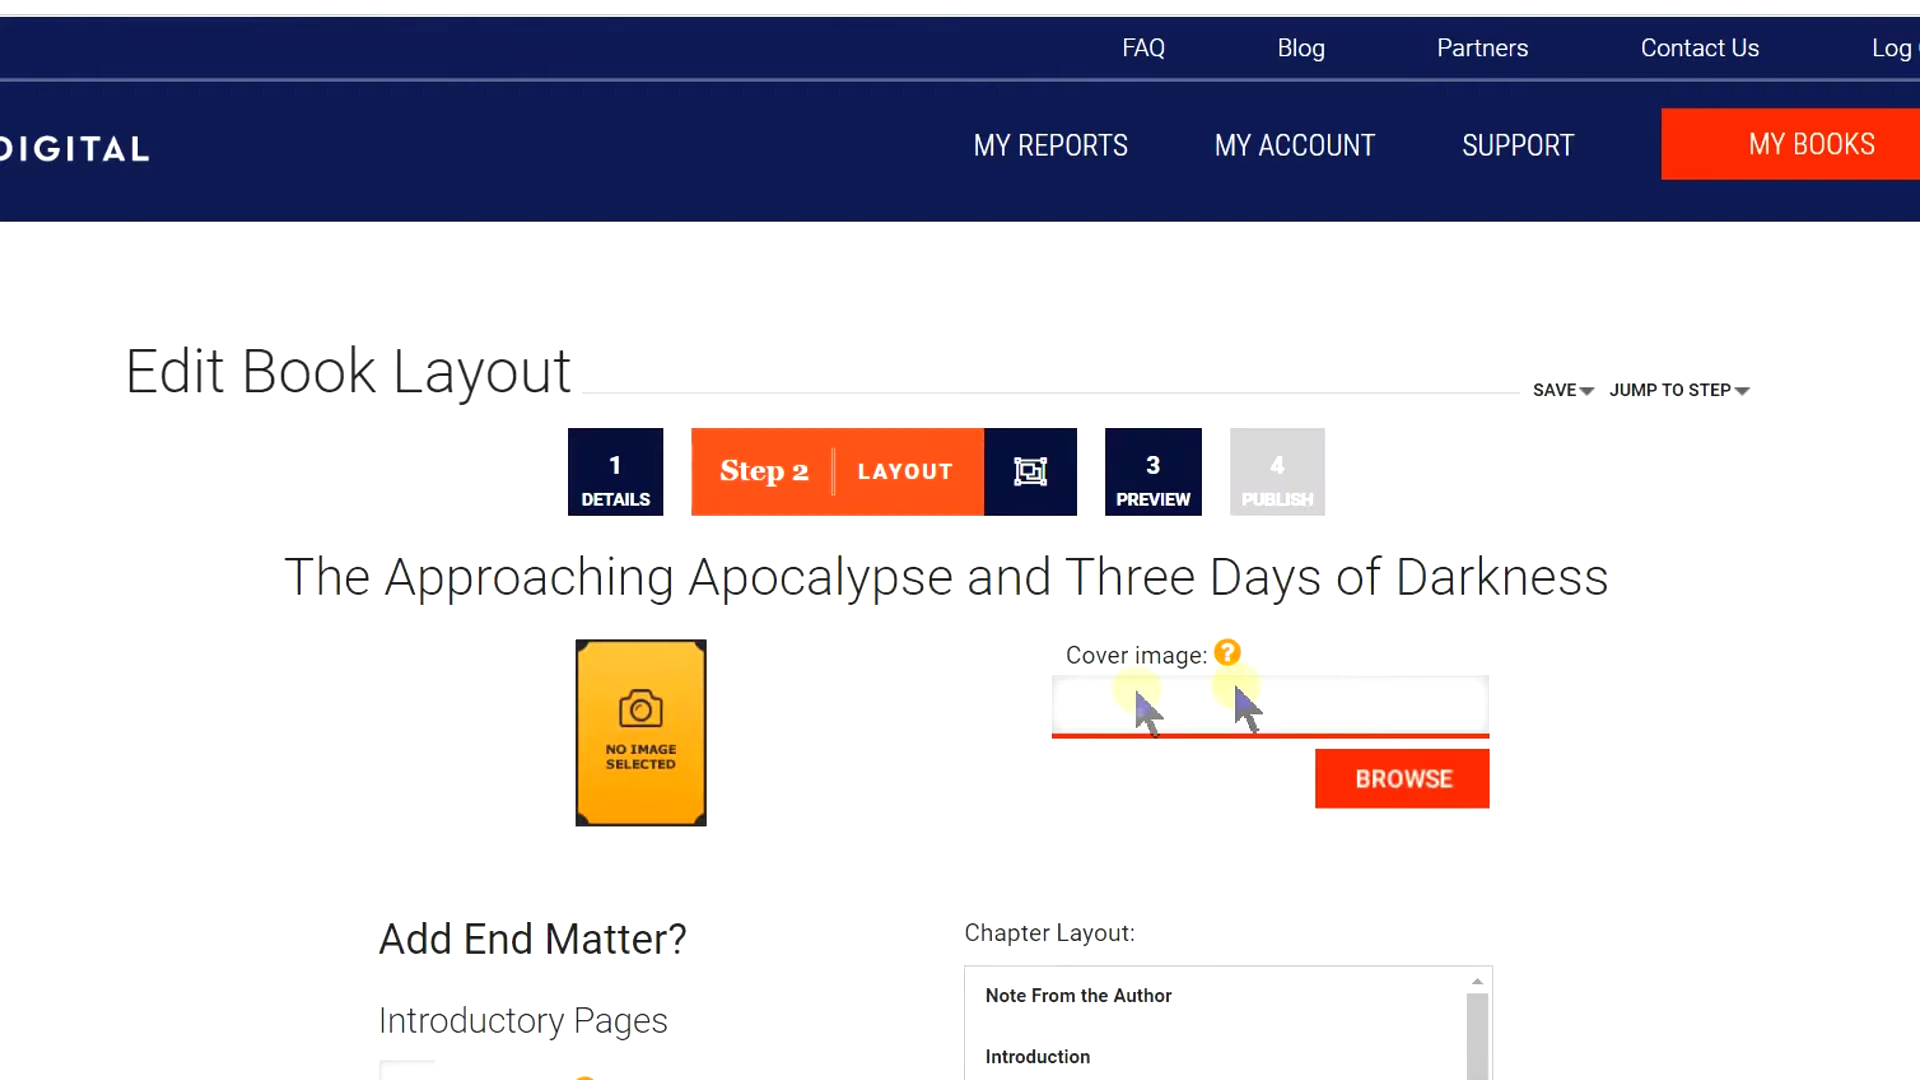 FAQ Blog Partners Contact Us Log
DIGITAL MY REPORTS MY ACCOUNT SUPPORT MY BOOKS
Edit Book Layout SAVE JUMP TO STEP
1 DETAILS
Step 2 LAYOUT
3 PREVIEW
4 PUBLISH
The Approaching Apocalypse and Three Days of Darkness
NO IMAGE
SELECTED
Cover image: ?
BROWSE
Add End Matter?
Introductory Pages
Chapter Layout:
Note From the Author
Introduction